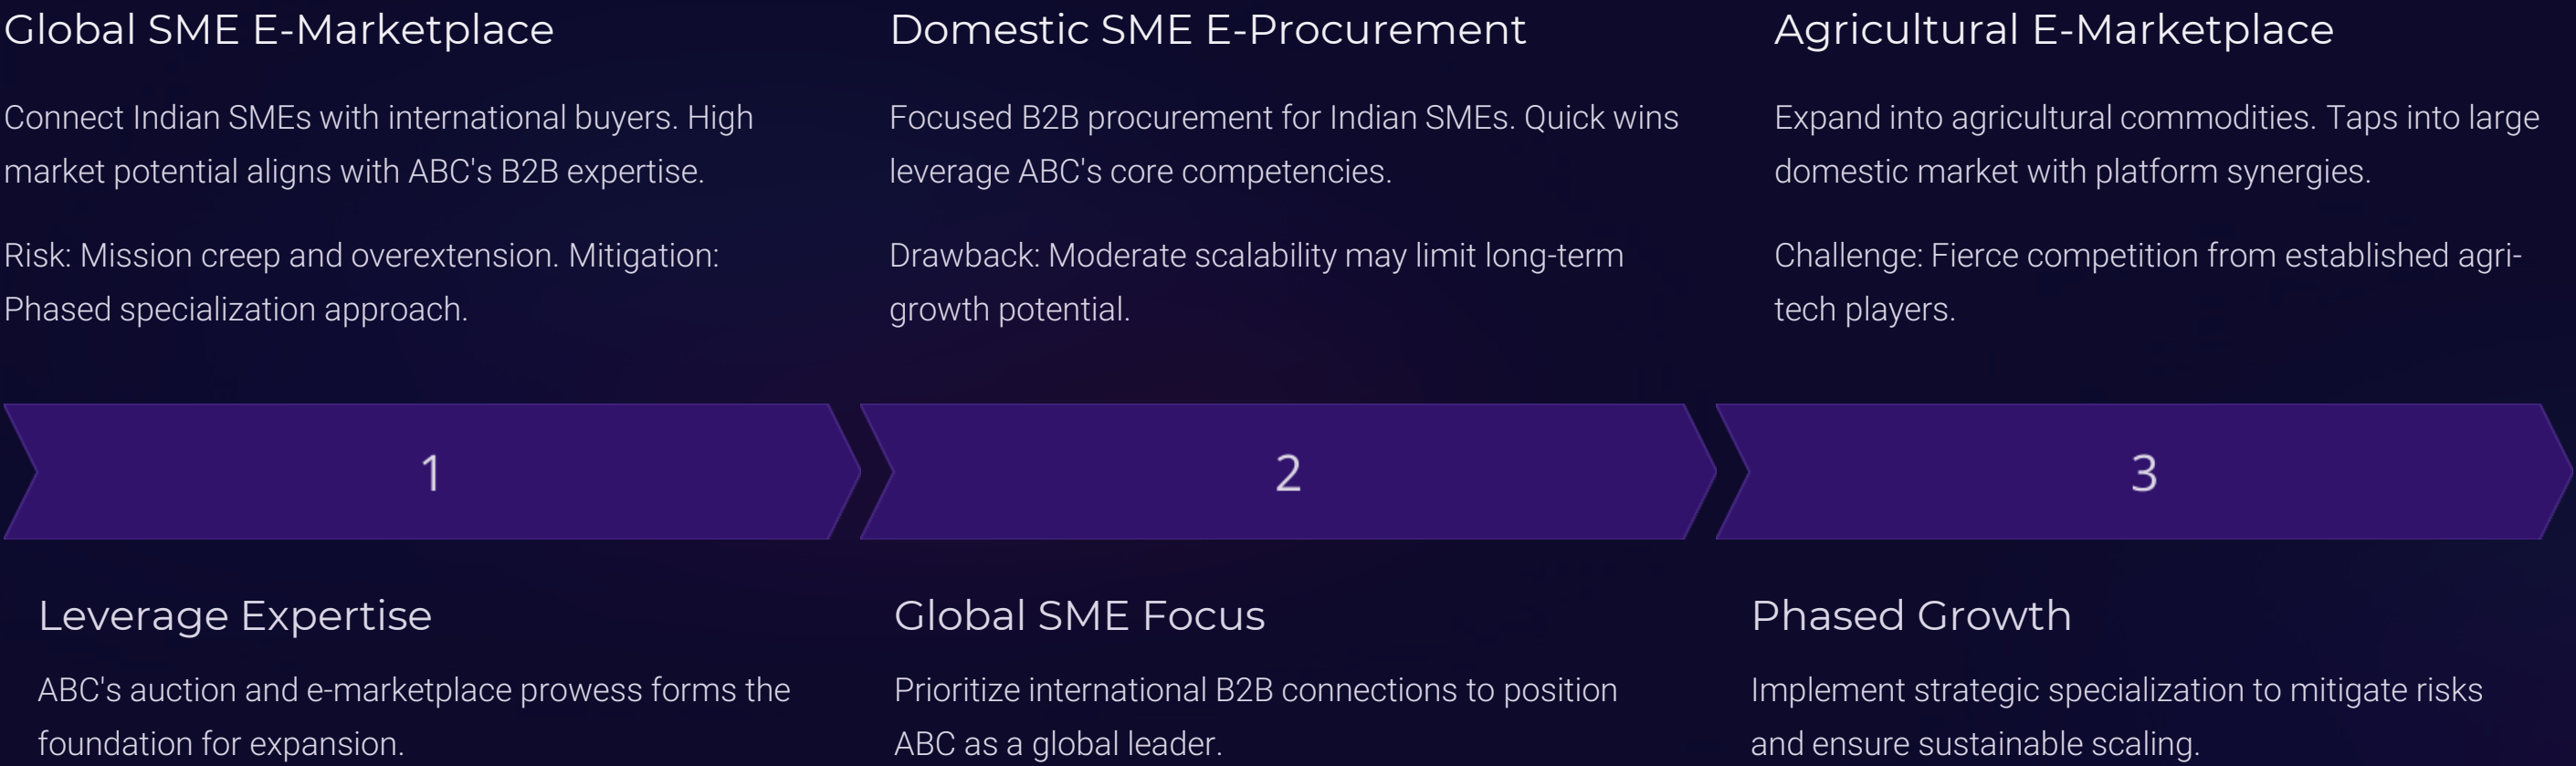 Global SME E-Marketplace
Connect Indian SMEs with international buyers. High
market potential aligns with ABC's B2B expertise.
Risk: Mission creep and overextension. Mitigation:
Phased specialization approach.
Domestic SME E-Procurement
Focused B2B procurement for Indian SMEs. Quick wins
leverage ABC's core competencies.
Drawback: Moderate scalability may limit long-term
growth potential.
Agricultural E-Marketplace
Expand into agricultural commodities. Taps into large
domestic market with platform synergies.
Challenge: Fierce competition from established agri-
tech players.
1
2
3
Leverage Expertise
ABC's auction and e-marketplace prowess forms the
foundation for expansion.
Global SME Focus
Prioritize international B2B connections to position
ABC as a global leader.
Phased Growth
Implement strategic specialization to mitigate risks
and ensure sustainable scaling.